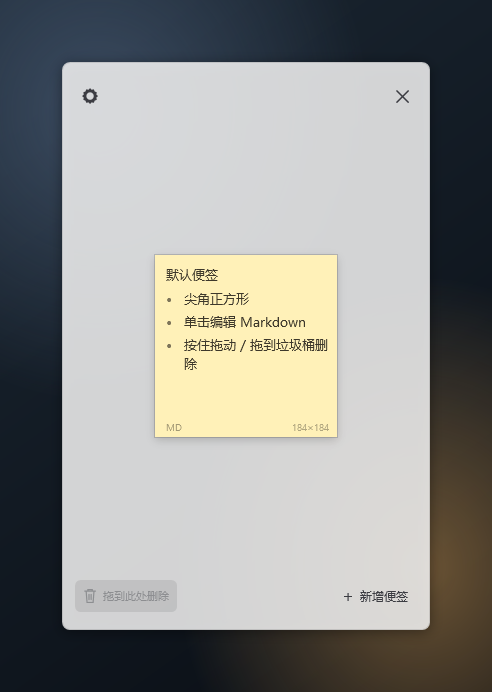 默认便签
• 尖角正方形
• 单击编辑 Markdown
• 按住拖动 / 拖到垃圾桶删
除
MD
184×184
拖到此处删除
+ 新增便签